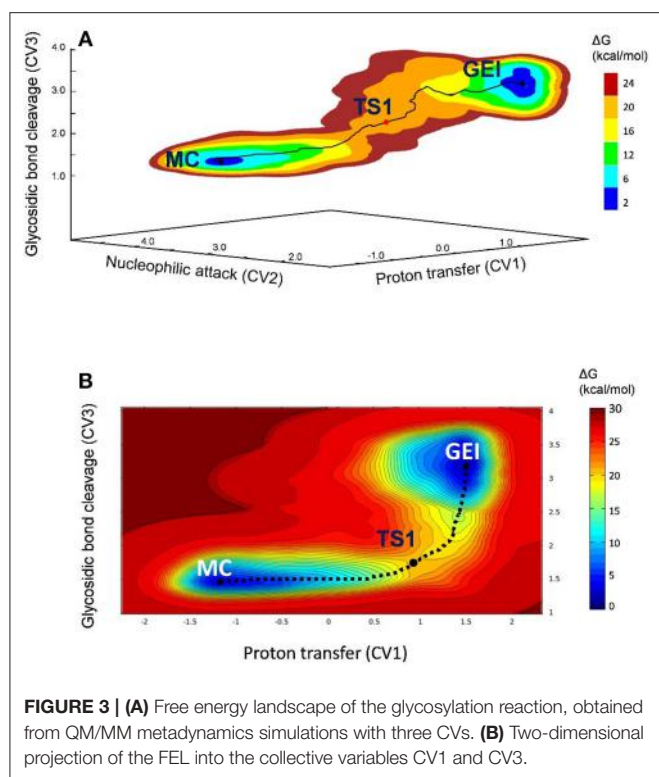 A
ΔG
(kcal/mol)
24
20
16
12
6
2
Glycosidic bond cleavage (CV3)
4.0
3.0
2.0
1.0
GEI
TS1
MC
4.0
3.0
2.0
-1.0
0.0
1.0
Nucleophilic attack (CV2)
Proton transfer (CV1)
B
ΔG
(kcal/mol)
30
25
20
15
10
5
0
Glycosidic bond cleavage (CV3)
4
3.5
3
2.5
2
1.5
1
GEI
TS1
MC
-2
-1.5
-1
-0.5
0
0.5
1
1.5
2
Proton transfer (CV1)
FIGURE 3 | (A) Free energy landscape of the glycosylation reaction, obtained
from QM/MM metadynamics simulations with three CVs. (B) Two-dimensional
projection of the FEL into the collective variables CV1 and CV3.